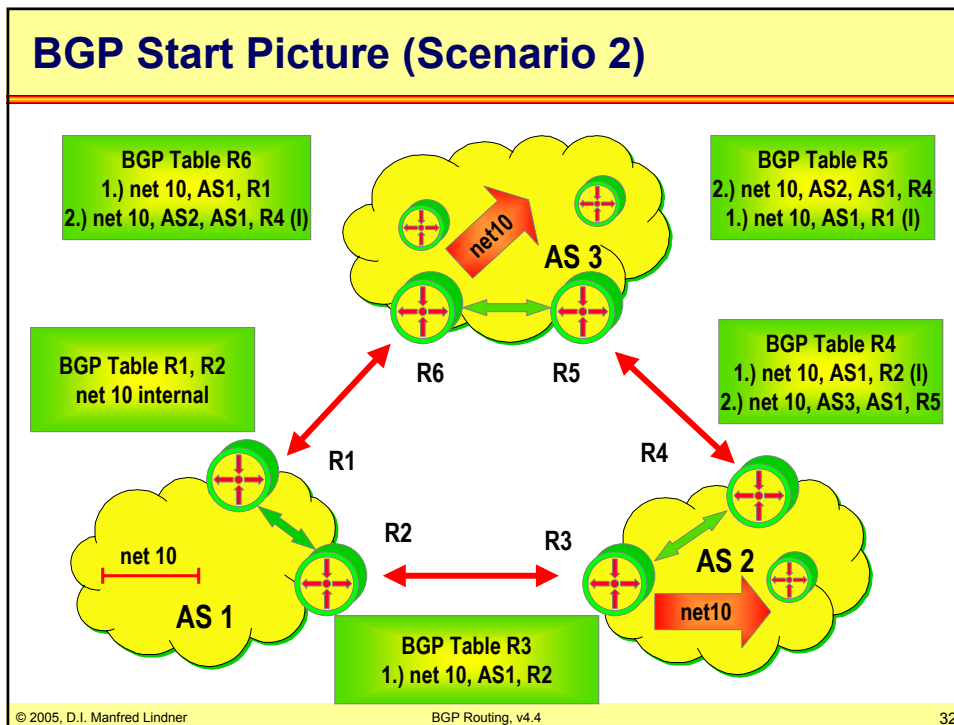 BGP Start Picture (Scenario 2)
BGP Table R6
1.) net 10, AS1, R1
2.) net 10, AS2, AS1, R4 (I)
BGP Table R5
2.) net 10, AS2, AS1, R4
1.) net 10, AS1, R1 (I)
net10
AS 3
R6
R5
BGP Table R1, R2
net 10 internal
BGP Table R4
1.) net 10, AS1, R2 (I)
2.) net 10, AS3, AS1, R5
R1
R4
net 10
AS 1
R2
R3
AS 2
net10
BGP Table R3
1.) net 10, AS1, R2
© 2005, D.I. Manfred Lindner
BGP Routing, v4.4
32